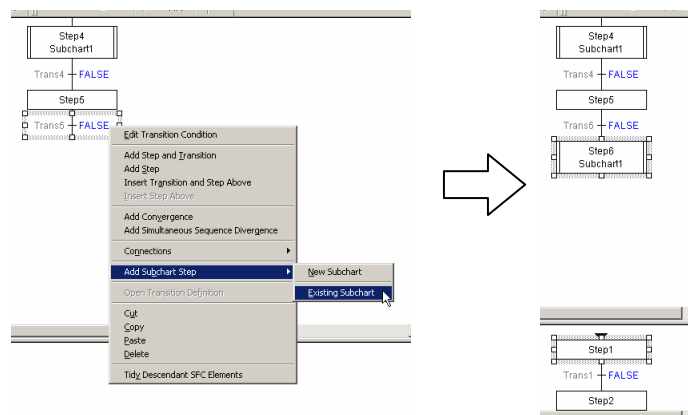 Step4
Subchart1
Trans4 FALSE
Step5
Trans5 FALSE
Edit Transition Condition
Add Step and Transition
Add Step
Insert Transition and Step Above
Insert Step Above
Add Convergence
Add Simultaneous Sequence Divergence
Connections
Add Subchart Step
New Subchart
Existing Subchart
Open Transition Definition
Cut
Copy
Paste
Delete
Tidy Descendant SFC Elements
Step4
Subchart1
Trans4 FALSE
Step5
Trans5 FALSE
Step6
Subchart1
Step1
Trans1 FALSE
Step2